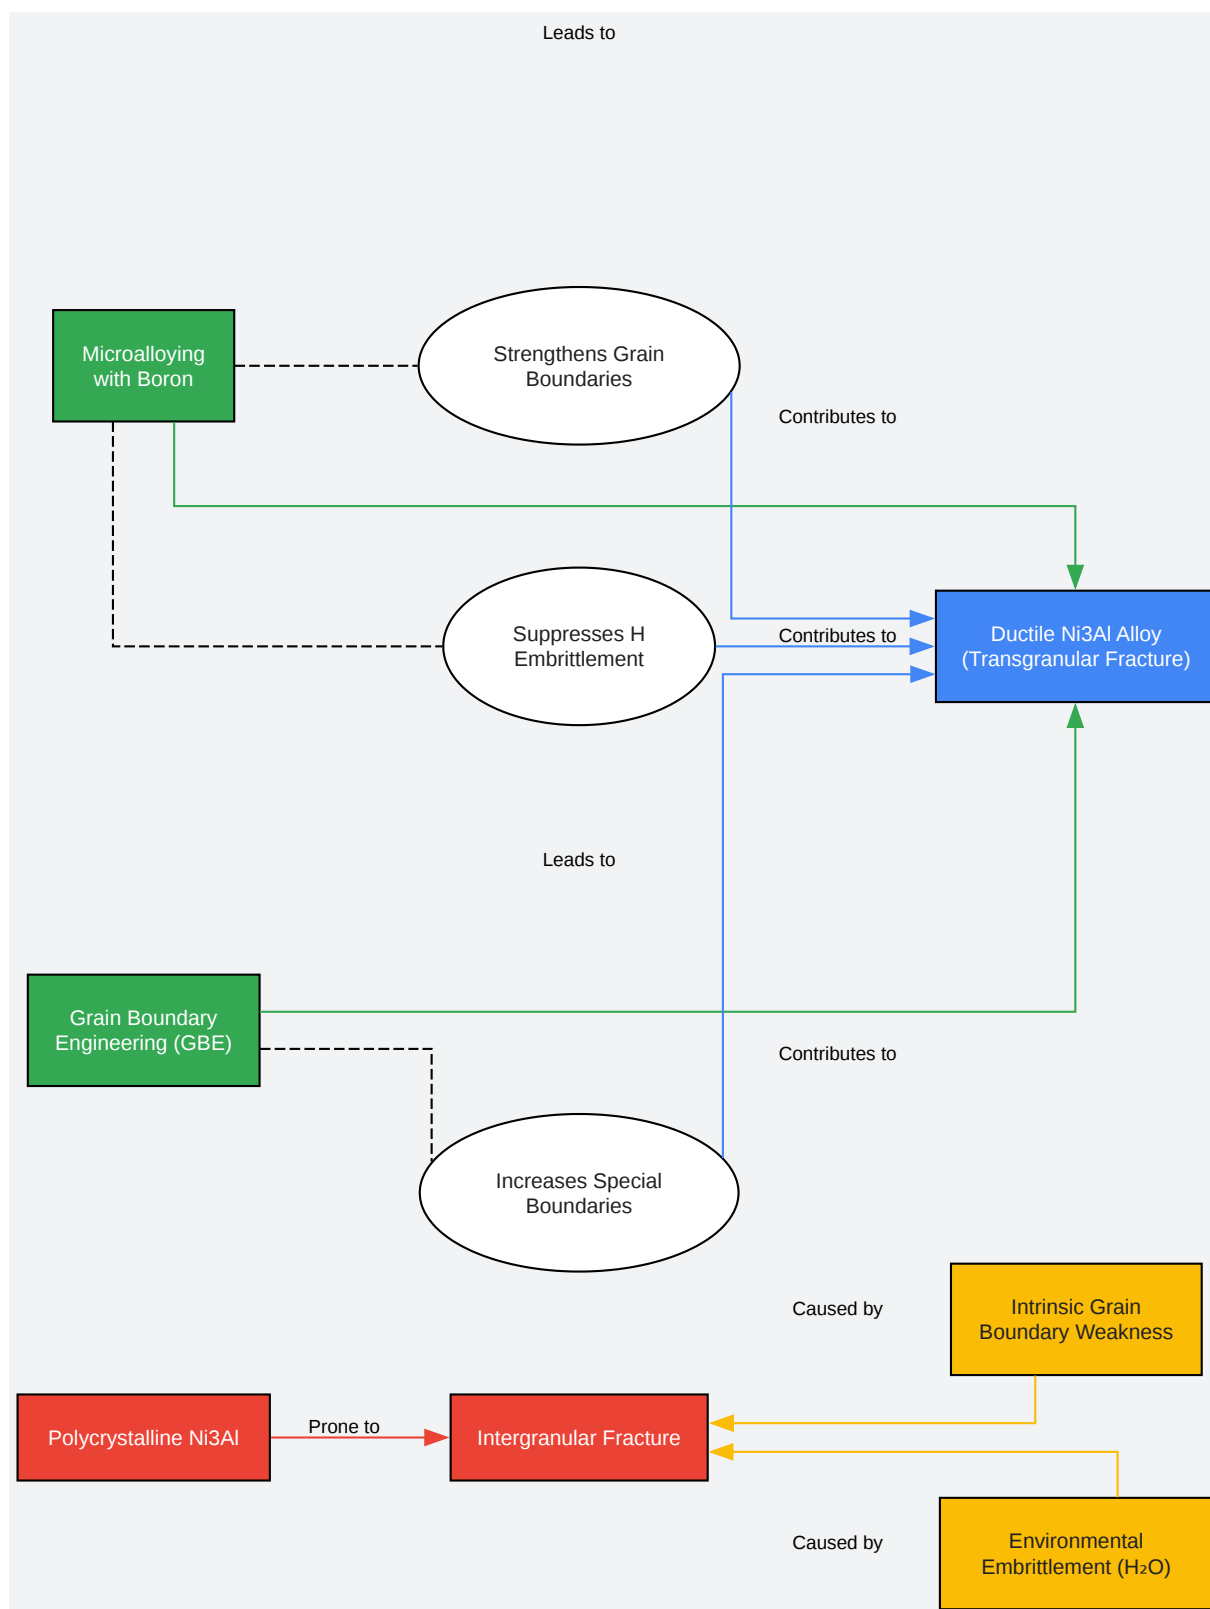 Leads to
Microalloying
with Boron
Strengthens Grain
Boundaries
Contributes to
Suppresses H
Embrittlement
Contributes to
Ductile Ni3Al Alloy
(Transgranular Fracture)
Leads to
Grain Boundary
Engineering (GBE)
Contributes to
Increases Special
Boundaries
Caused by
Intrinsic Grain
Boundary Weakness
Polycrystalline Ni3Al
Prone to
Intergranular Fracture
Caused by
Environmental
Embrittlement (H₂O)